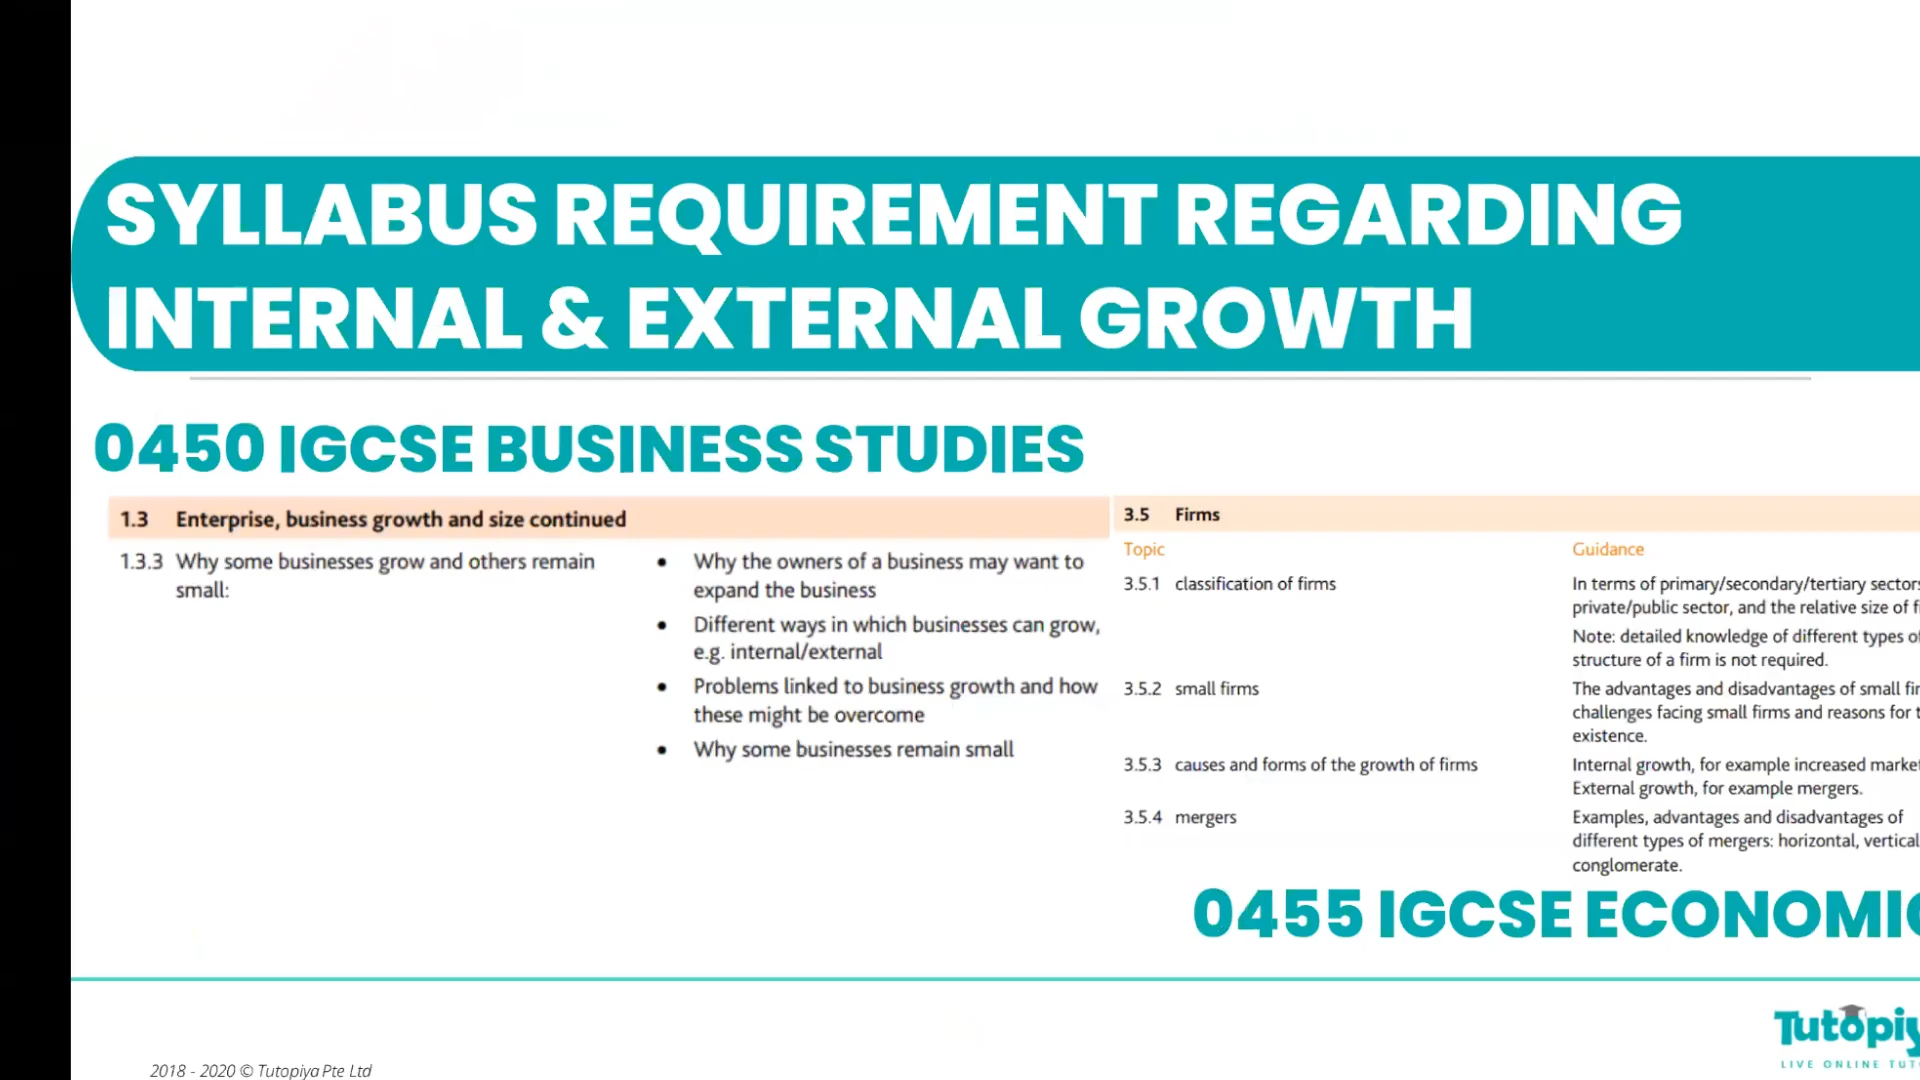 SYLLABUS REQUIREMENT REGARDING
INTERNAL & EXTERNAL GROWTH
0450 IGCSE BUSINESS STUDIES
1.3 Enterprise, business growth and size continued
1.3.3 Why some businesses grow and others remain
small:
• Why the owners of a business may want to
expand the business
• Different ways in which businesses can grow,
e.g. internal/external
• Problems linked to business growth and how
these might be overcome
• Why some businesses remain small
3.5 Firms
Topic Guidance
3.5.1 classification of firms In terms of primary/secondary/tertiary sectors
private/public sector, and the relative size of
Note: detailed knowledge of different types of
structure of a firm is not required.
3.5.2 small firms The advantages and disadvantages of small
challenges facing small firms and reasons for
existence.
3.5.3 causes and forms of the growth of firms Internal growth, for example increased
External growth, for example mergers.
3.5.4 mergers Examples, advantages and disadvantages of
different types of mergers: horizontal, vertical
conglomerate.
0455 IGCSE
2018 - 2020 © Tutopiya Pte Ltd
LIVE ONLINE